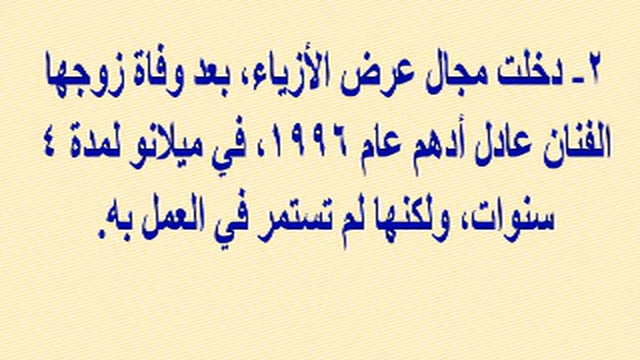 ٢ـ دخلت مجال عرض الأزياء، بعد وفاة زوجها
الفنان عادل أدهم عام ١٩٩٦، في ميلانو لمدة ٤
سنوات، ولكنها لم تستمر في العمل به.